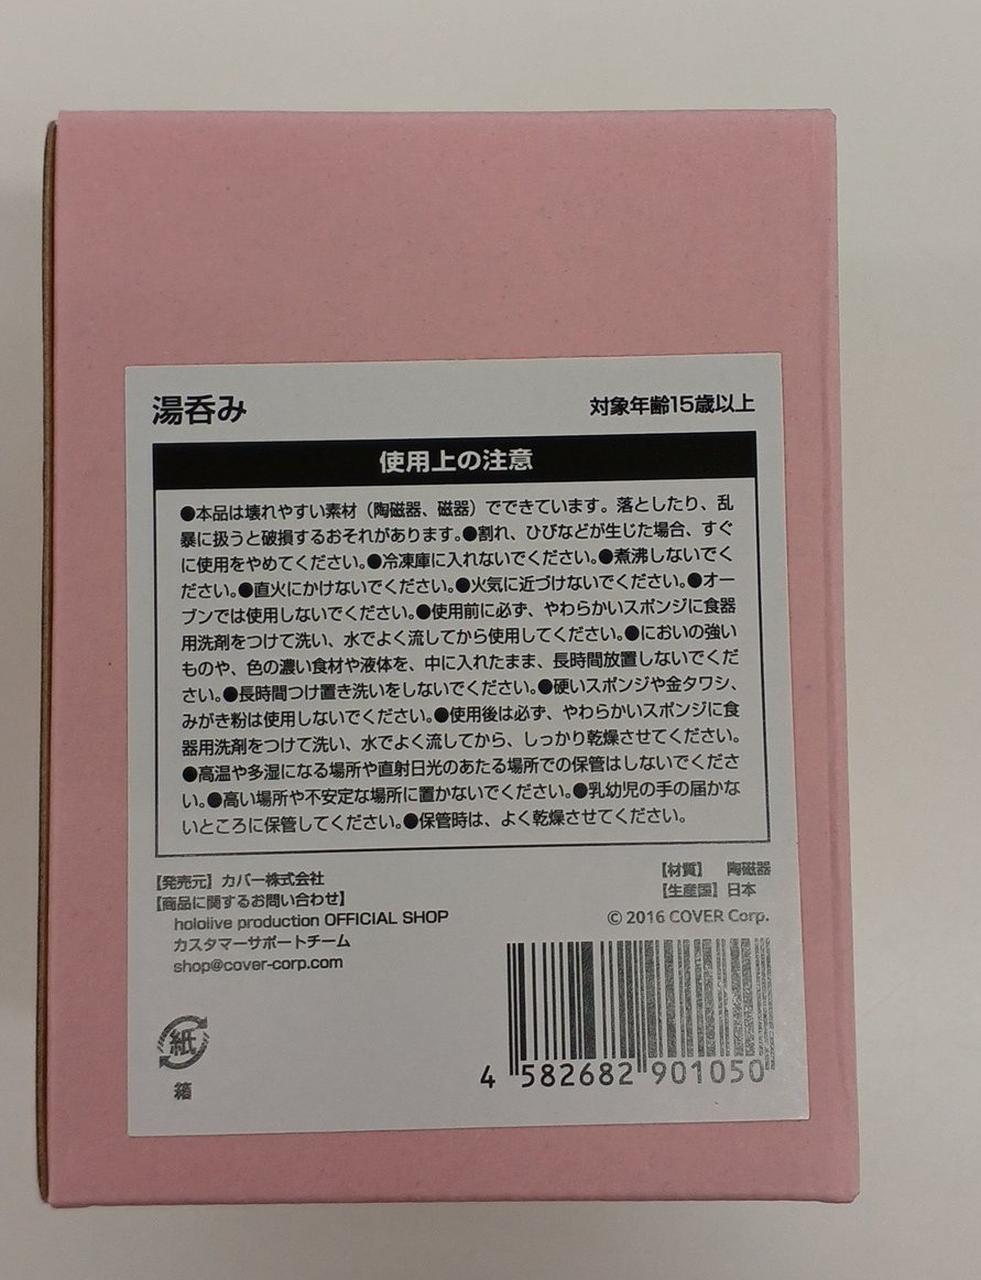 湯呑み
対象年齢15歳以上
使用上の注意
●本品は壊れやすい素材（陶磁器、磁器）でできています。落としたり、乱
暴に扱うと破損するおそれがあります。●割れ、ひびなどが生じた場合、すぐ
に使用をやめてください。●冷凍庫に入れないでください。●煮沸しないでく
ださい。●直火にかけないでください。●火気に近づけないでください。●オー
ブンでは使用しないでください。●使用前に必ず、やわらかいスポンジに食器
用洗剤をつけて洗い、水でよく流してから使用してください。●においの強い
ものや、色の濃い食材や液体を、中に入れたまま、長時間放置しないでくだ
さい。●長時間つけ置き洗いをしないでください。●硬いスポンジや金タワシ、
みがき粉は使用しないでください。●使用後は必ず、やわらかいスポンジに食
器用洗剤をつけて洗い、水でよく流してから、しっかり乾燥させてください。
●高温や多湿になる場所や直射日光のあたる場所での保管はしないでくださ
い。●高い場所や不安定な場所に置かないでください。●乳幼児の手の届かな
いところに保管してください。●保管時は、よく乾燥させてください。
【発売元】カバー株式会社
【商品に関するお問い合わせ】
hololive production OFFICIAL SHOP
カスタマーサポートチーム
shop@cover-corp.com
【材質】 陶磁器
【生産国】日本
© 2016 COVER Corp.
紙
箱
4 582682 901050